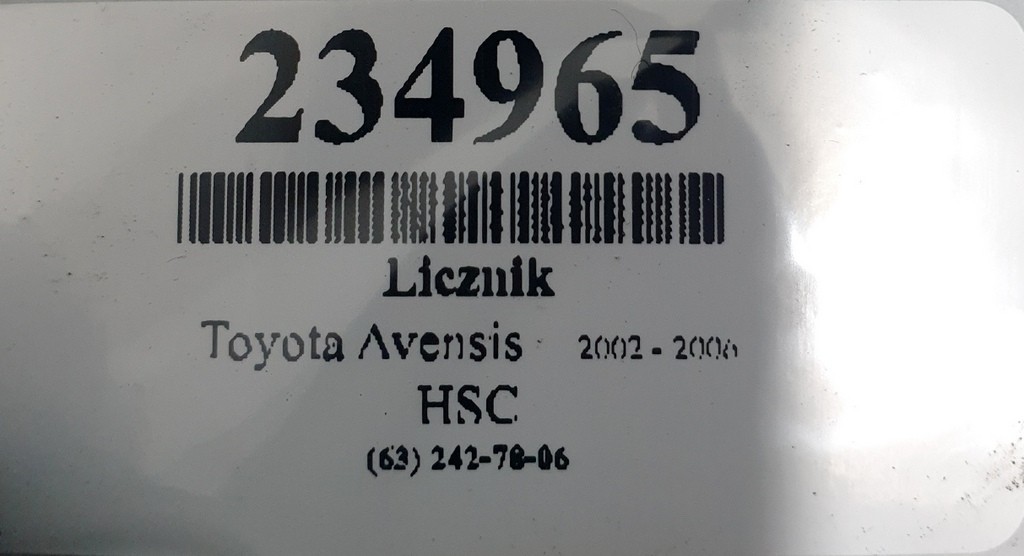 234965
Licznik
Toyota Avensis 2002 - 2006
HSC
(63) 242-78-06